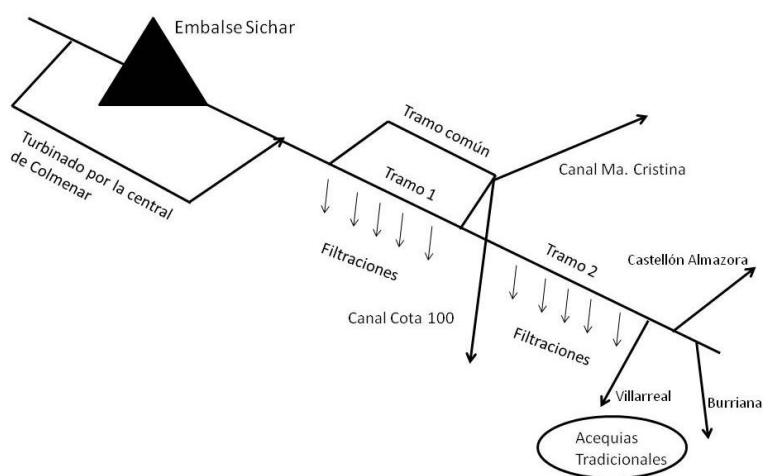 Embalse Sichar
Turbinado por la central
de Colmenar
Tramo común
Canal Ma. Cristina
Tramo 1
Filtraciones
Canal Cota 100
Tramo 2
Filtraciones
Castellón Almazora
Villarreal
Burriana
Acequias
Tradicionales